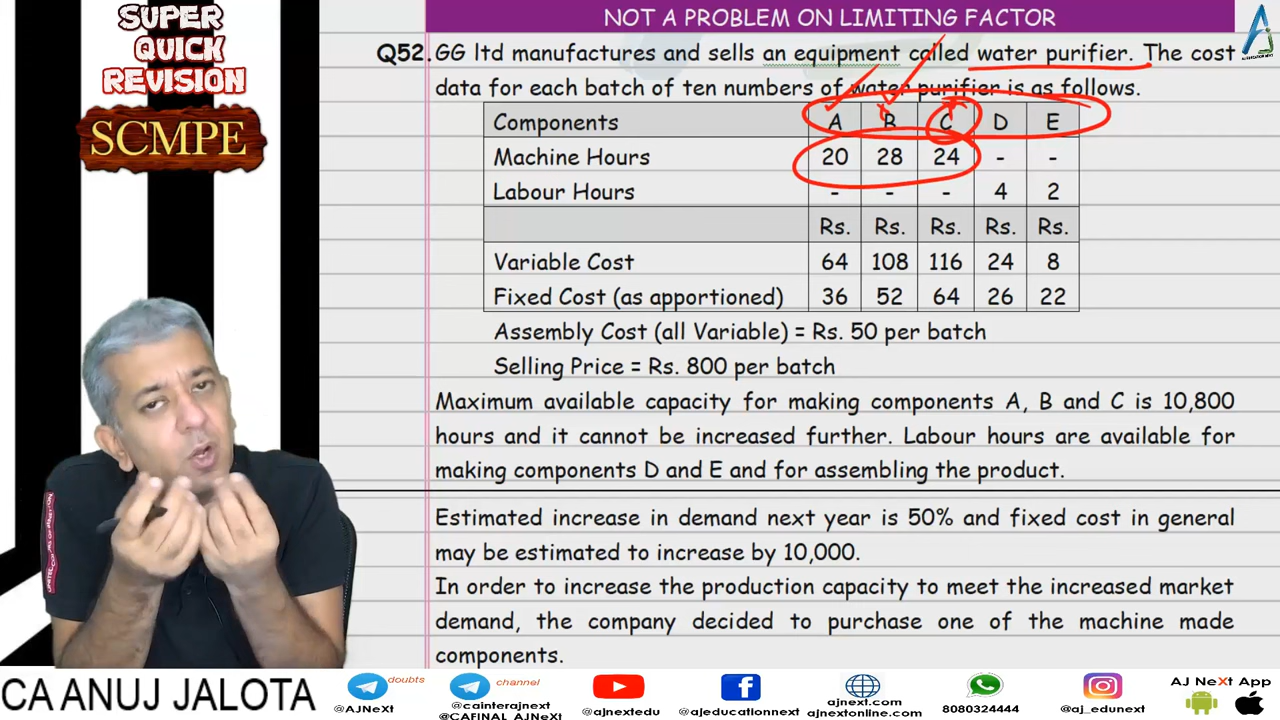 SUPER
QUICK
REVISION
SCMPE
NOT A PROBLEM ON LIMITING FACTOR
Q52. GG ltd manufactures and sells an equipment called water purifier. The cost
data for each batch of ten numbers of water purifier is as follows.
Components A B C D E
Machine Hours 20 28 24 - -
Labour Hours - - - 4 2
Rs. Rs. Rs. Rs. Rs.
Variable Cost 64 108 116 24 8
Fixed Cost (as apportioned) 36 52 64 26 22
Assembly Cost (all Variable) = Rs. 50 per batch
Selling Price = Rs. 800 per batch
Maximum available capacity for making components A, B and C is 10,800
hours and it cannot be increased further. Labour hours are available for
making components D and E and for assembling the product.
Estimated increase in demand next year is 50% and fixed cost in general
may be estimated to increase by 10,000.
In order to increase the production capacity to meet the increased market
demand, the company decided to purchase one of the machine made
components.
CA ANUJ JALOTA
doubts
@AJNeXt
channel
@cainterajnext
@CAFINAL_AJNeXt
@ajnextedu
@ajeducationnext
ajnext.com
ajnextonline.com
8080324444
@aj_edunext
AJ NeXt App